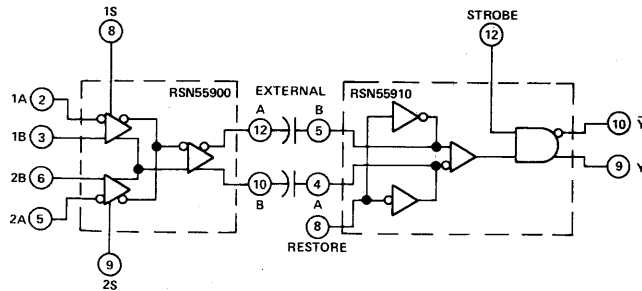 1S
8
STROBE
12
RSN55900
EXTERNAL
RSN55910
1A 2
A
B
12
5
10 Y̅
1B 3
2B 6
9 Y
10
4
B
A
2A 5
8
RESTORE
9
2S